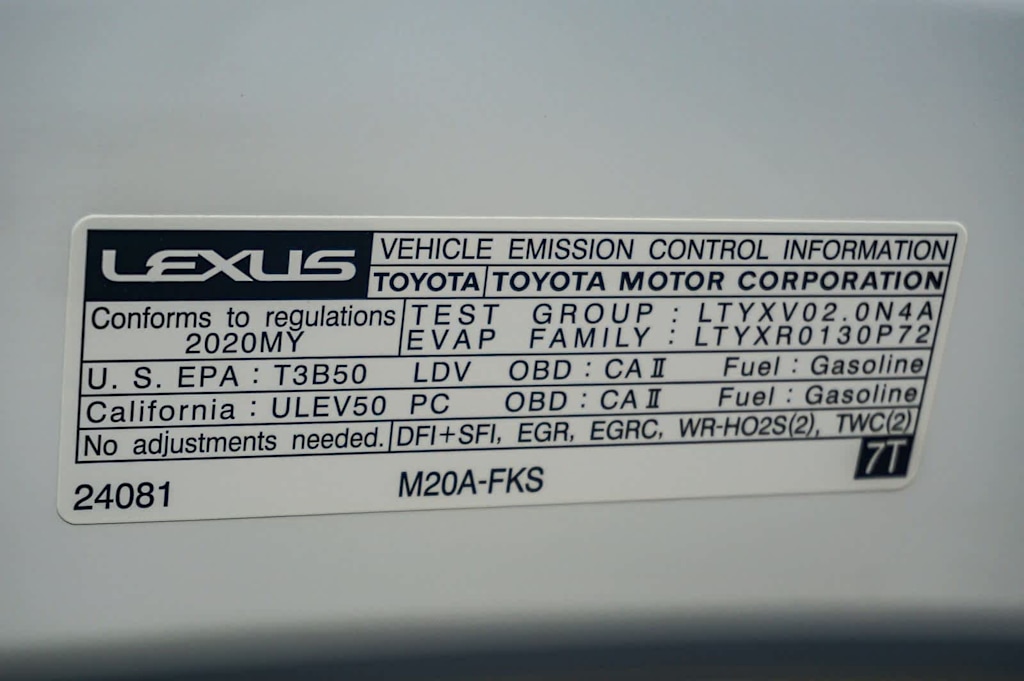 LEXUS VEHICLE EMISSION CONTROL INFORMATION
TOYOTA TOYOTA MOTOR CORPORATION
Conforms to regulations TEST GROUP : LTYXV02.0N4A
2020MY EVAP FAMILY : LTYXR0130P72
U. S. EPA : T3B50 LDV OBD : CA II Fuel : Gasoline
California : ULEV50 PC OBD : CA II Fuel : Gasoline
No adjustments needed. DFI+SFI, EGR, EGRC, WR-HO2S(2), TWC(2)
24081 M20A-FKS 7T